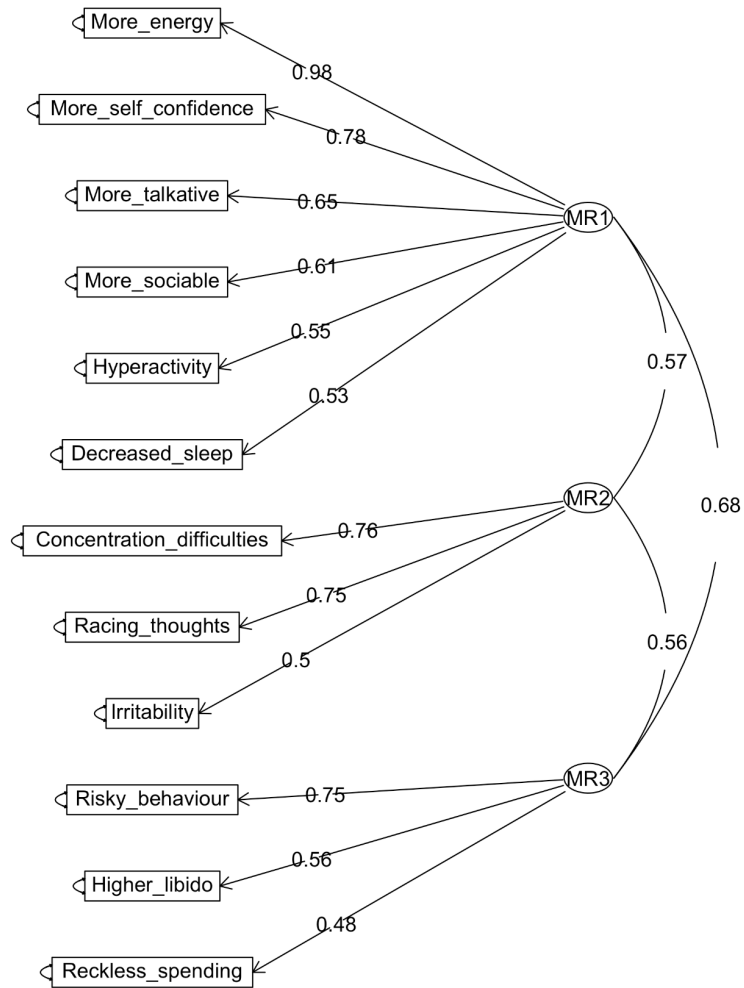 More_energy
0.98
More_self_confidence
0.78
More_talkative
0.65
MR1
More_sociable
0.61
Hyperactivity
0.55
0.57
Decreased_sleep
0.53
MR2
0.68
Concentration_difficulties
0.76
Racing_thoughts
0.75
0.56
Irritability
0.5
MR3
Risky_behaviour
0.75
Higher_libido
0.56
Reckless_spending
0.48